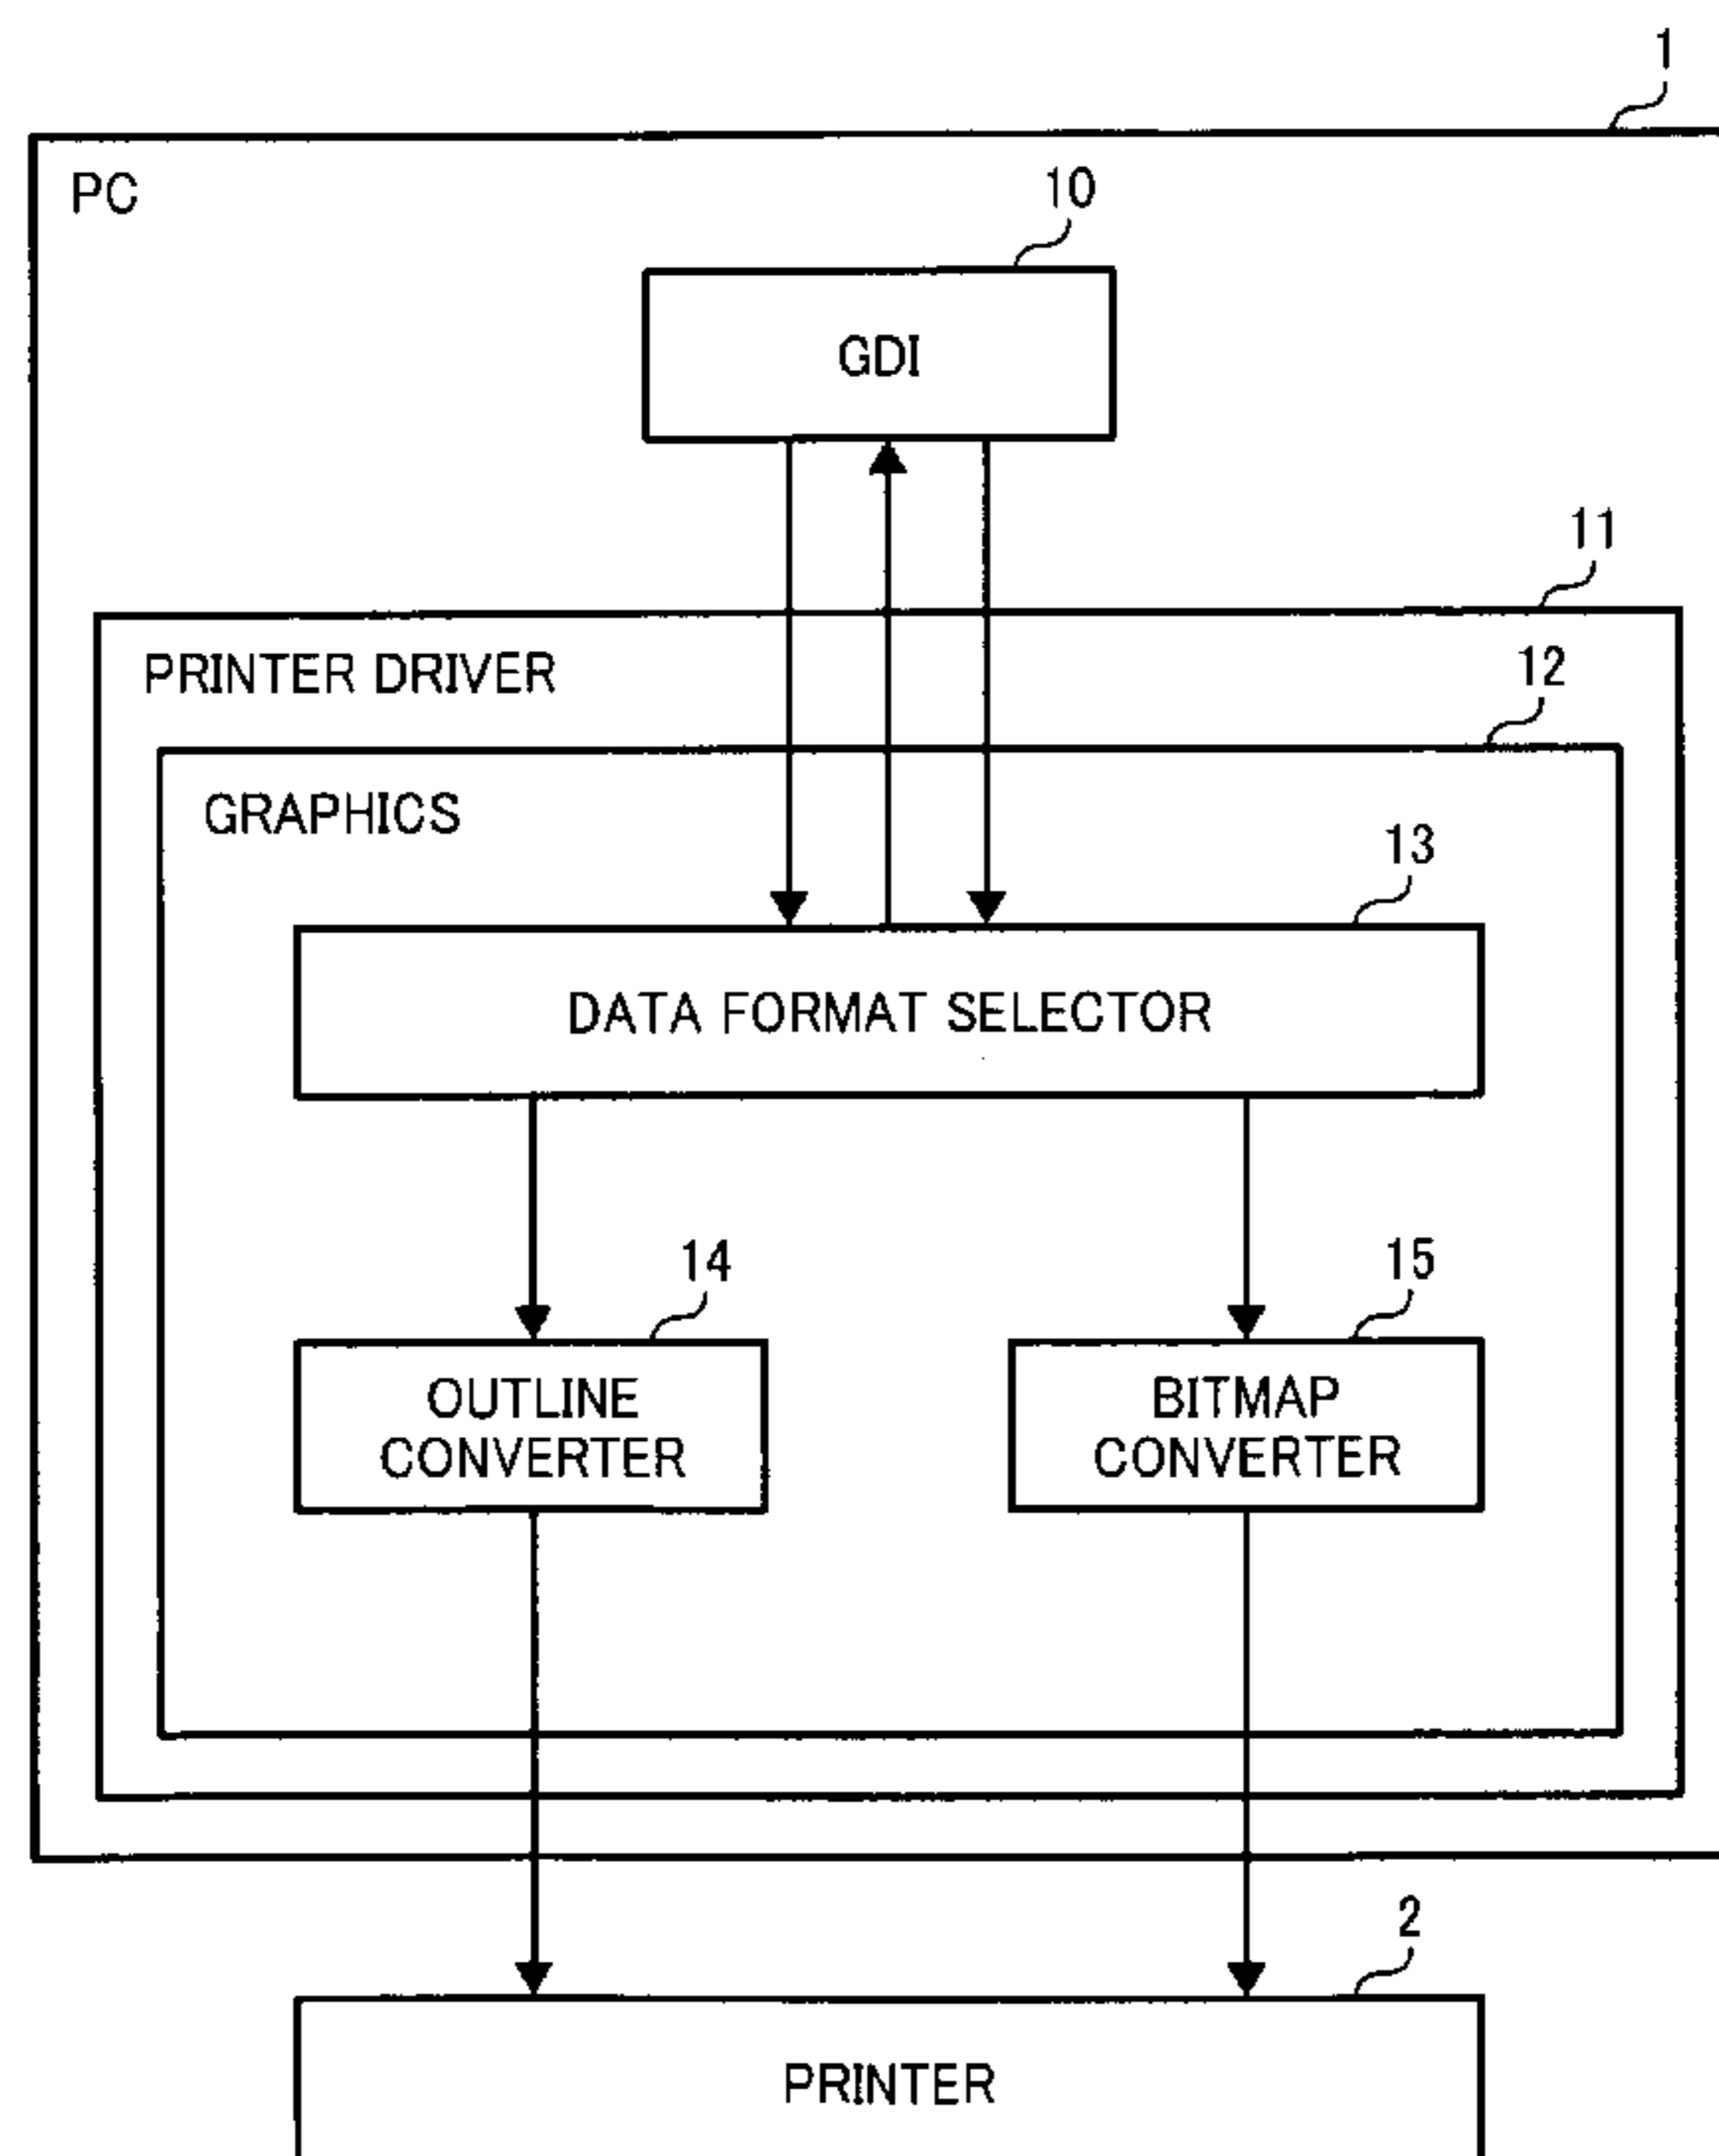 1
PC
10
GDI
11
PRINTER DRIVER
12
GRAPHICS
13
DATA FORMAT SELECTOR
14
15
OUTLINE
CONVERTER
BITMAP
CONVERTER
2
PRINTER